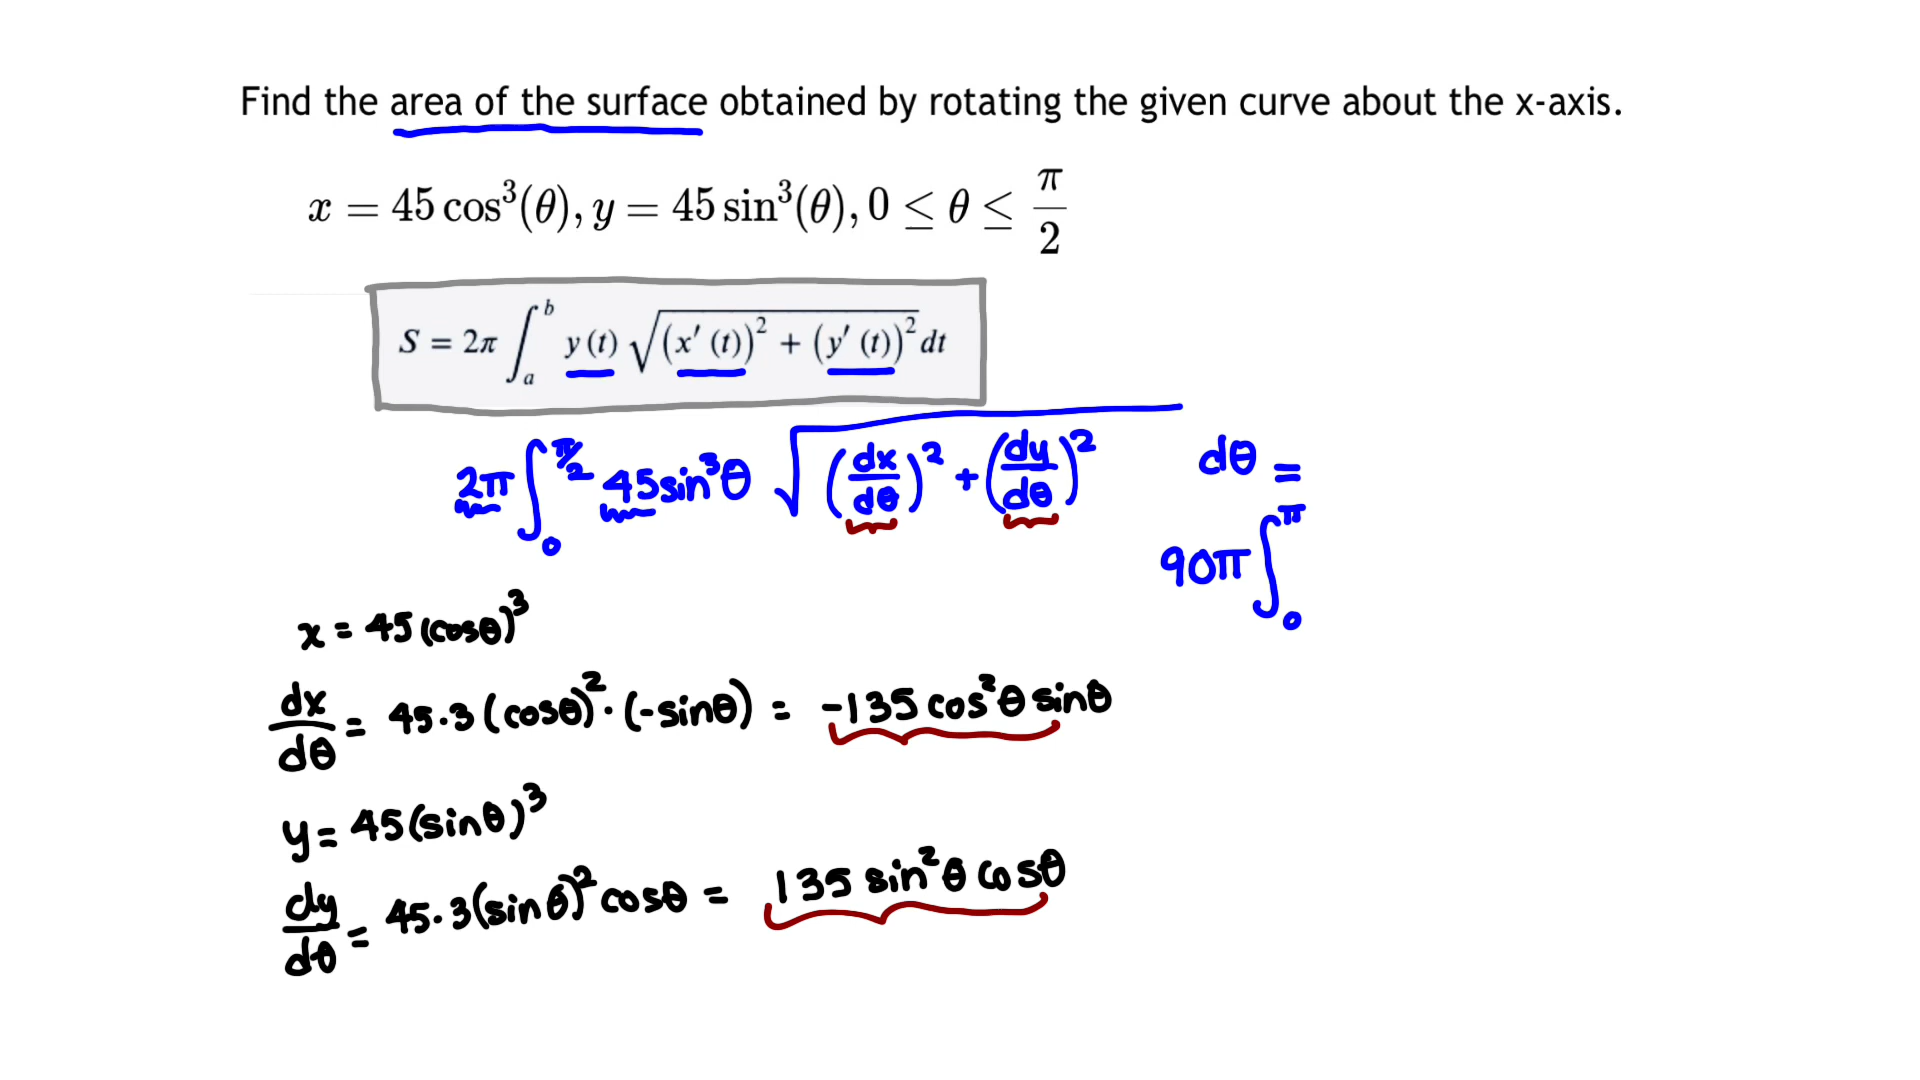 Find the area of the surface obtained by rotating the given curve about the x-axis.
x = 45 cos³(θ), y = 45 sin³(θ), 0 ≤ θ ≤ π/2
S = 2π ∫ₐᵇ y(t) √((x′(t))² + (y′(t))²) dt
2π ∫₀^(π/2) 45sin³θ √((dx/dθ)² + (dy/dθ)²) dθ =
90π ∫₀^π
x = 45(cosθ)³
dx/dθ = 45·3(cosθ)²·(-sinθ) = -135 cos²θ sinθ
y = 45(sinθ)³
dy/dθ = 45·3(sinθ)² cosθ = 135 sin²θ cosθ